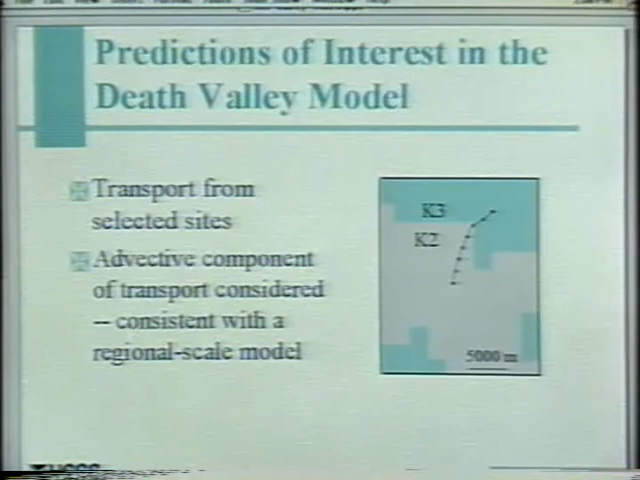 Predictions of Interest in the
Death Valley Model
Transport from
selected sites
Advective component
of transport considered
-- consistent with a
regional-scale model
K3
K2
5000 m